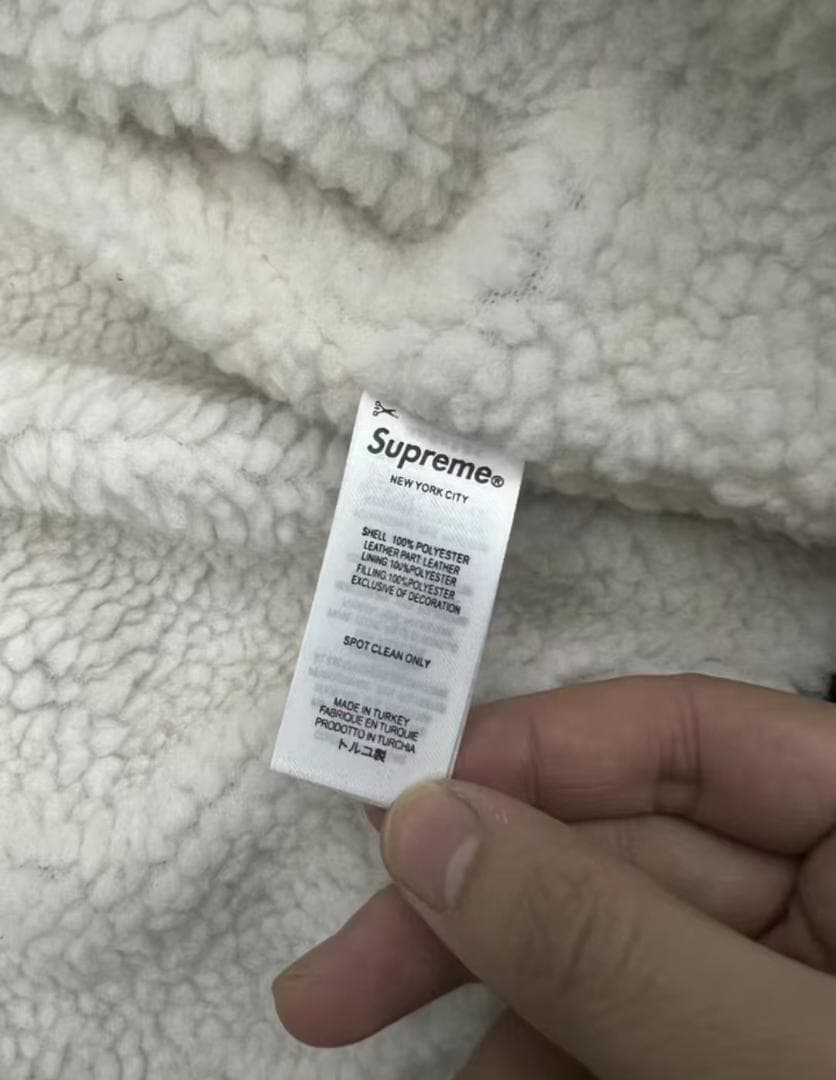 Supreme®
NEW YORK CITY
SHELL 100% POLYESTER
LEATHER PART LEATHER
LINING:100%POLYESTER
FILLING:100%POLYESTER
EXCLUSIVE OF DECORATION
SPOT CLEAN ONLY
MADE IN TURKEY
FABRIQUE EN TURQUIE
PRODOTTO IN TURCHIA
トルコ製